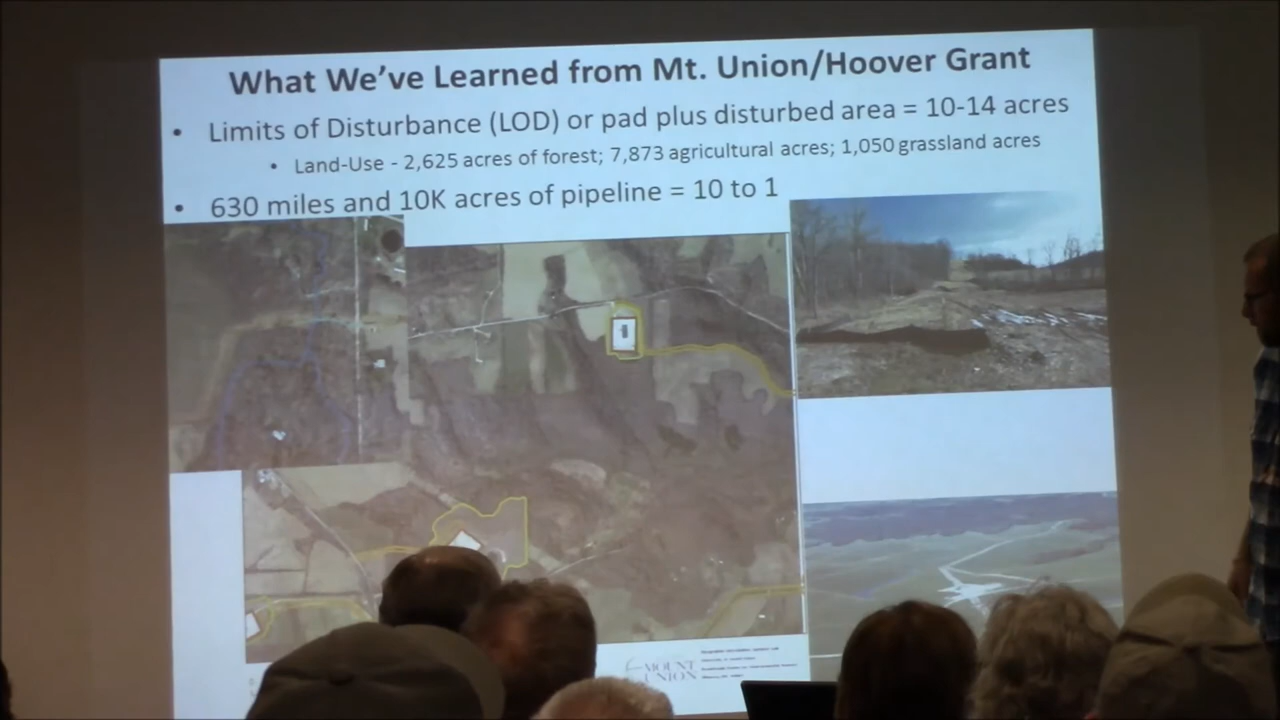 What We've Learned from Mt. Union/Hoover Grant
• Limits of Disturbance (LOD) or pad plus disturbed area = 10-14 acres
• Land-Use - 2,625 acres of forest; 7,873 agricultural acres; 1,050 grassland acres
• 630 miles and 10K acres of pipeline = 10 to 1
MOUNT
UNION